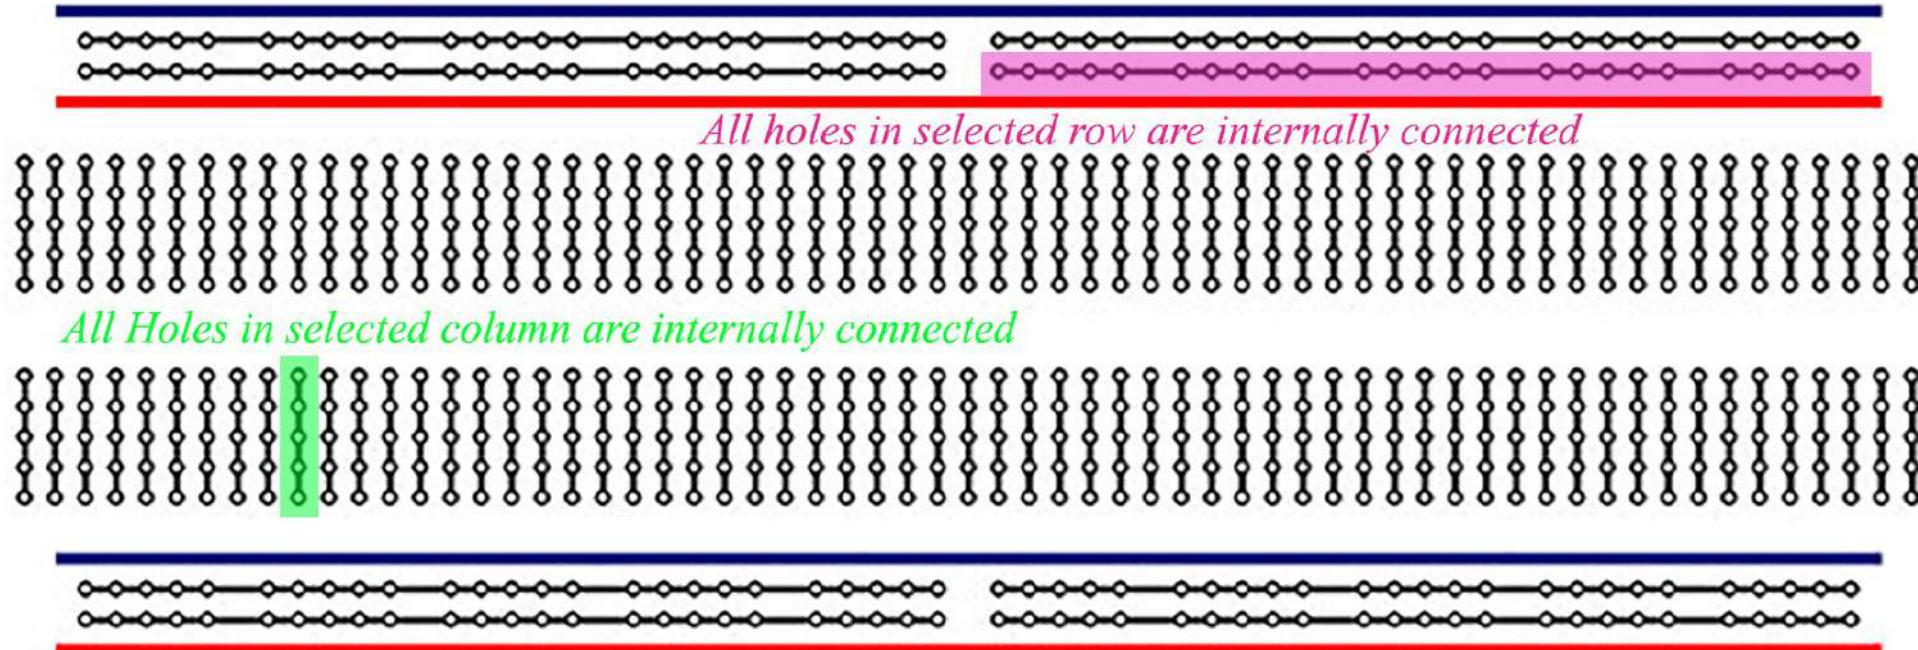 All holes in selected row are internally connected
All Holes in selected column are internally connected